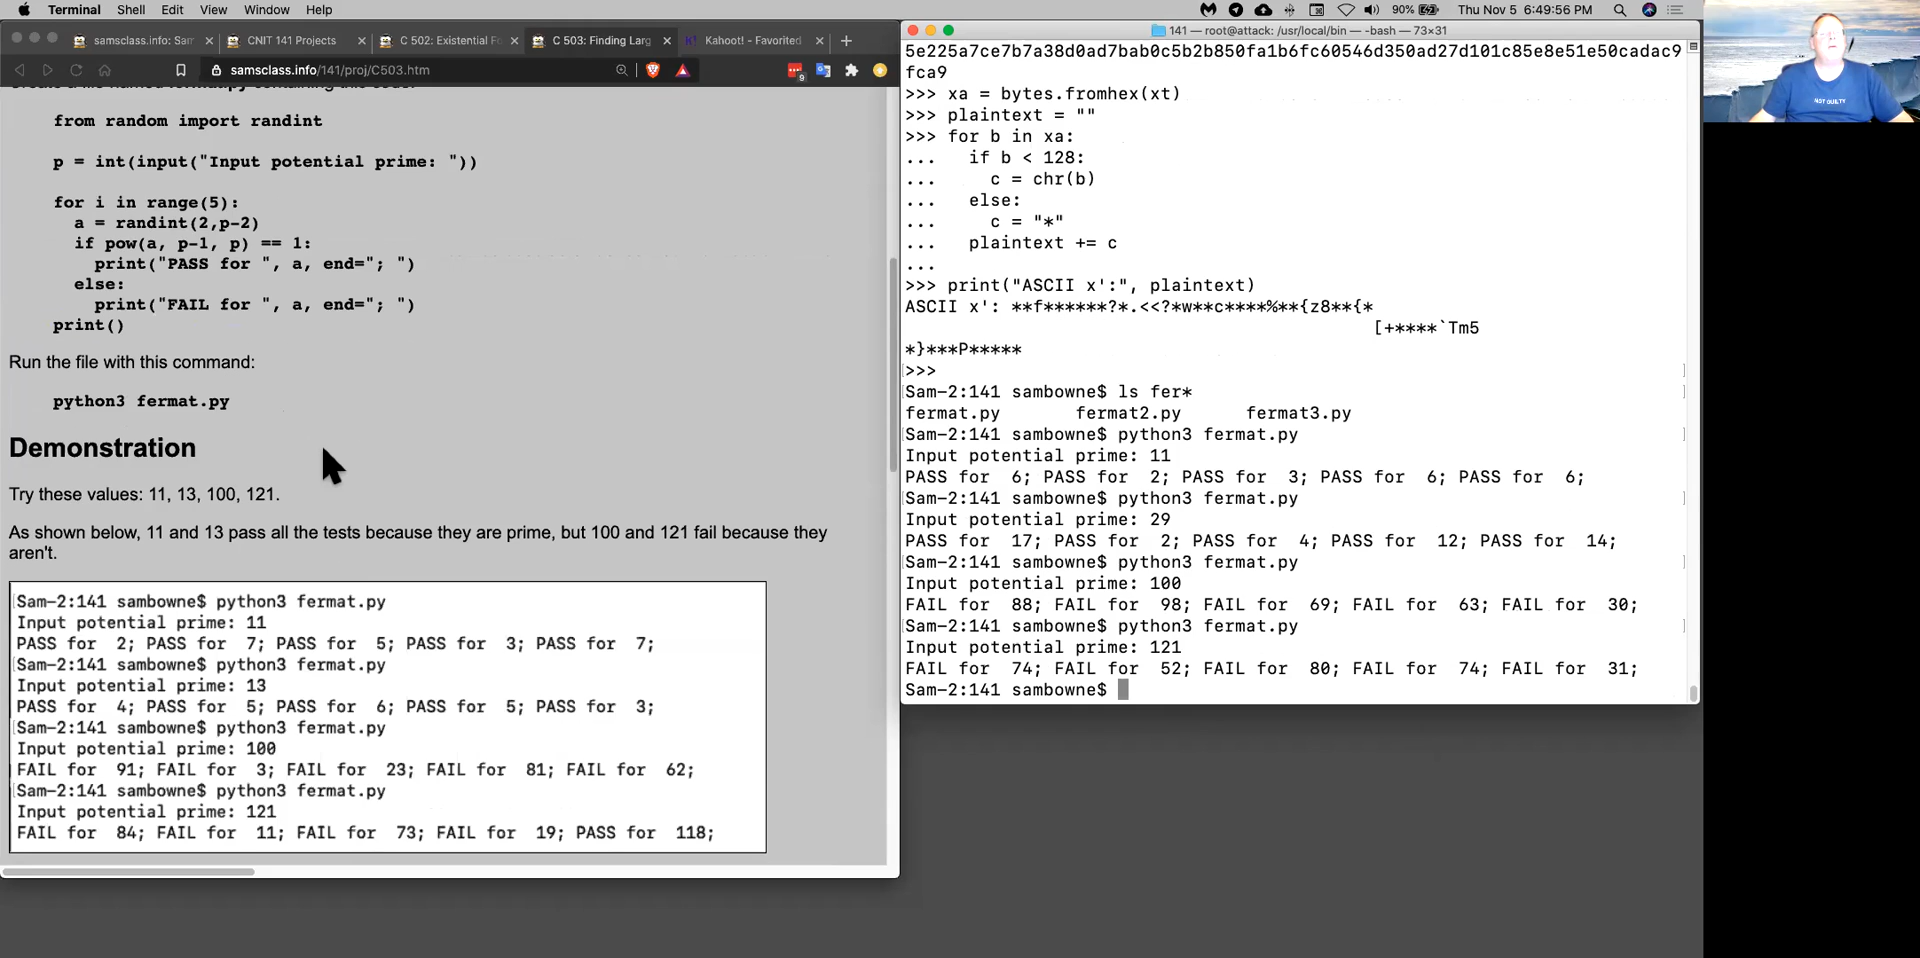 Terminal Shell Edit View Window Help
90% Thu Nov 5 6:49:56 PM
samsclass.info: Sam × CNIT 141 Projects × C 502: Existential Fo × C 503: Finding Larg × K! Kahoot! - Favorited × +
samsclass.info/141/proj/C503.htm
9
from random import randint
p = int(input("Input potential prime: "))
for i in range(5):
a = randint(2,p-2)
if pow(a, p-1, p) == 1:
print("PASS for ", a, end="; ")
else:
print("FAIL for ", a, end="; ")
print()
Run the file with this command:
python3 fermat.py
Demonstration
Try these values: 11, 13, 100, 121.
As shown below, 11 and 13 pass all the tests because they are prime, but 100 and 121 fail because they
aren't.
[Sam-2:141 sambowne$ python3 fermat.py
Input potential prime: 11
PASS for 2; PASS for 7; PASS for 5; PASS for 3; PASS for 7;
[Sam-2:141 sambowne$ python3 fermat.py
Input potential prime: 13
PASS for 4; PASS for 5; PASS for 6; PASS for 5; PASS for 3;
[Sam-2:141 sambowne$ python3 fermat.py
Input potential prime: 100
FAIL for 91; FAIL for 3; FAIL for 23; FAIL for 81; FAIL for 62;
[Sam-2:141 sambowne$ python3 fermat.py
Input potential prime: 121
FAIL for 84; FAIL for 11; FAIL for 73; FAIL for 19; PASS for 118;
141 — root@attack: /usr/local/bin — -bash — 73×31
5e225a7ce7b7a38d0ad7bab0c5b2b850fa1b6fc60546d350ad27d101c85e8e51e50cadac9
fca9
>>> xa = bytes.fromhex(xt)
>>> plaintext = ""
>>> for b in xa:
... if b < 128:
... c = chr(b)
... else:
... c = "*"
... plaintext += c
...
>>> print("ASCII x':", plaintext)
ASCII x': **f******?*.<<?*w**c****%**{z8**{*
[+****`Tm5
*}***P*****
[>>> ]
[Sam-2:141 sambowne$ ls fer* ]
fermat.py fermat2.py fermat3.py
[Sam-2:141 sambowne$ python3 fermat.py ]
Input potential prime: 11
PASS for 6; PASS for 2; PASS for 3; PASS for 6; PASS for 6;
[Sam-2:141 sambowne$ python3 fermat.py ]
Input potential prime: 29
PASS for 17; PASS for 2; PASS for 4; PASS for 12; PASS for 14;
[Sam-2:141 sambowne$ python3 fermat.py ]
Input potential prime: 100
FAIL for 88; FAIL for 98; FAIL for 69; FAIL for 63; FAIL for 30;
[Sam-2:141 sambowne$ python3 fermat.py ]
Input potential prime: 121
FAIL for 74; FAIL for 52; FAIL for 80; FAIL for 74; FAIL for 31;
Sam-2:141 sambowne$
NOT GUILTY